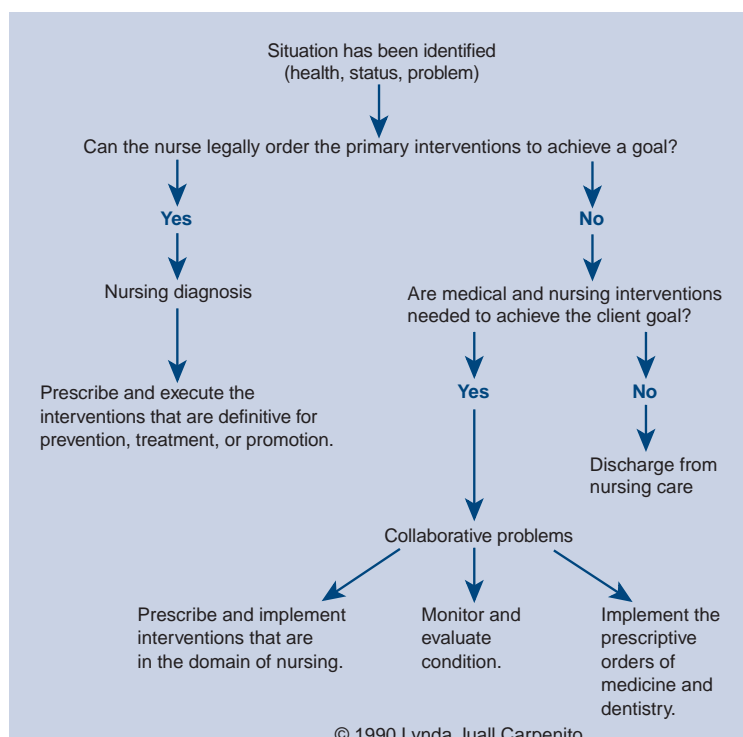 Situation has been identified
(health, status, problem)
Can the nurse legally order the primary interventions to achieve a goal?
Yes
No
Nursing diagnosis
Are medical and nursing interventions
needed to achieve the client goal?
Prescribe and execute the
interventions that are definitive for
prevention, treatment, or promotion.
Yes
No
Discharge from
nursing care
Collaborative problems
Prescribe and implement
interventions that are
in the domain of nursing.
Monitor and
evaluate
condition.
Implement the
prescriptive
orders of
medicine and
dentistry.
© 1990 Lynda Juall Carpenito